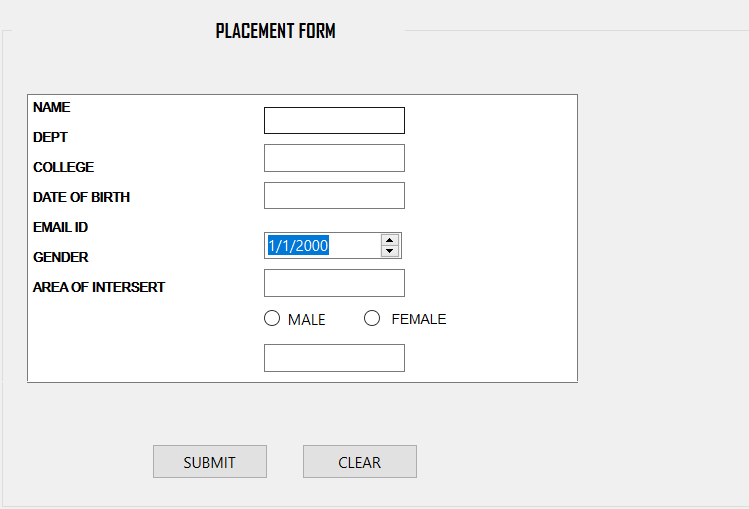 PLACEMENT FORM
NAME
DEPT
COLLEGE
DATE OF BIRTH
EMAIL ID
1/1/2000
GENDER
AREA OF INTERSERT
MALE FEMALE
SUBMIT CLEAR